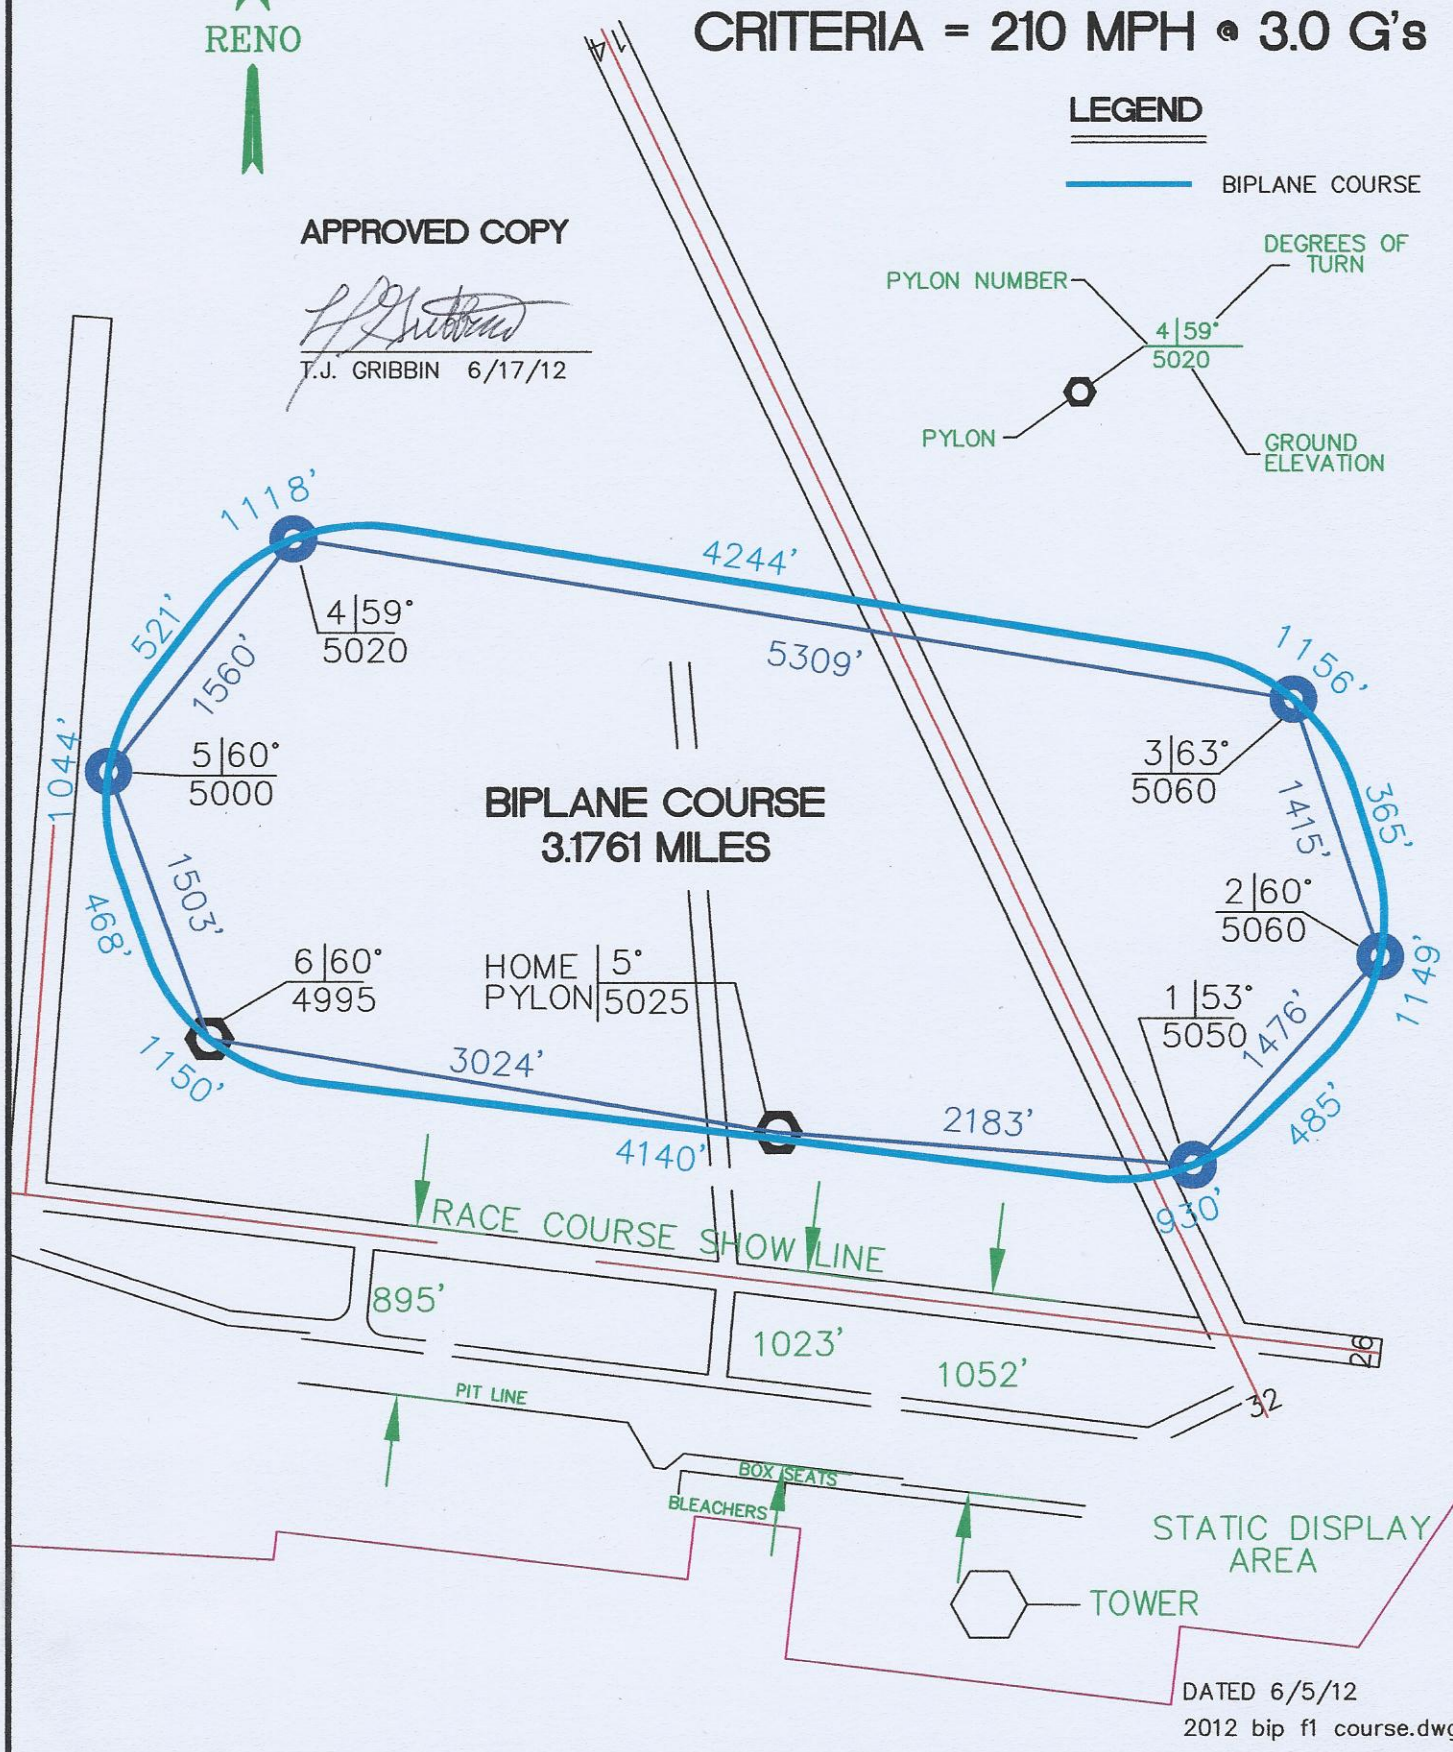 RENO
CRITERIA = 210 MPH @ 3.0 G's
LEGEND
BIPLANE COURSE
APPROVED COPY
T.J. GRIBBIN 6/17/12
PYLON NUMBER
DEGREES OF
TURN
4|59°
5020
PYLON
GROUND
ELEVATION
14
1118'
4244'
5309'
521'
1560'
4|59°
5020
1156'
1044'
5|60°
5000
3|63°
5060
1415'
365'
BIPLANE COURSE
3.1761 MILES
1503'
468'
2|60°
5060
6|60°
4995
HOME
PYLON
5°
5025
1|53°
5050
1476'
1149'
1150'
3024'
2183'
485'
4140'
930'
RACE COURSE SHOW LINE
895'
1023'
1052'
26
32
PIT LINE
BOX SEATS
BLEACHERS
STATIC DISPLAY
AREA
TOWER
DATED 6/5/12
2012 bip f1 course.dwg